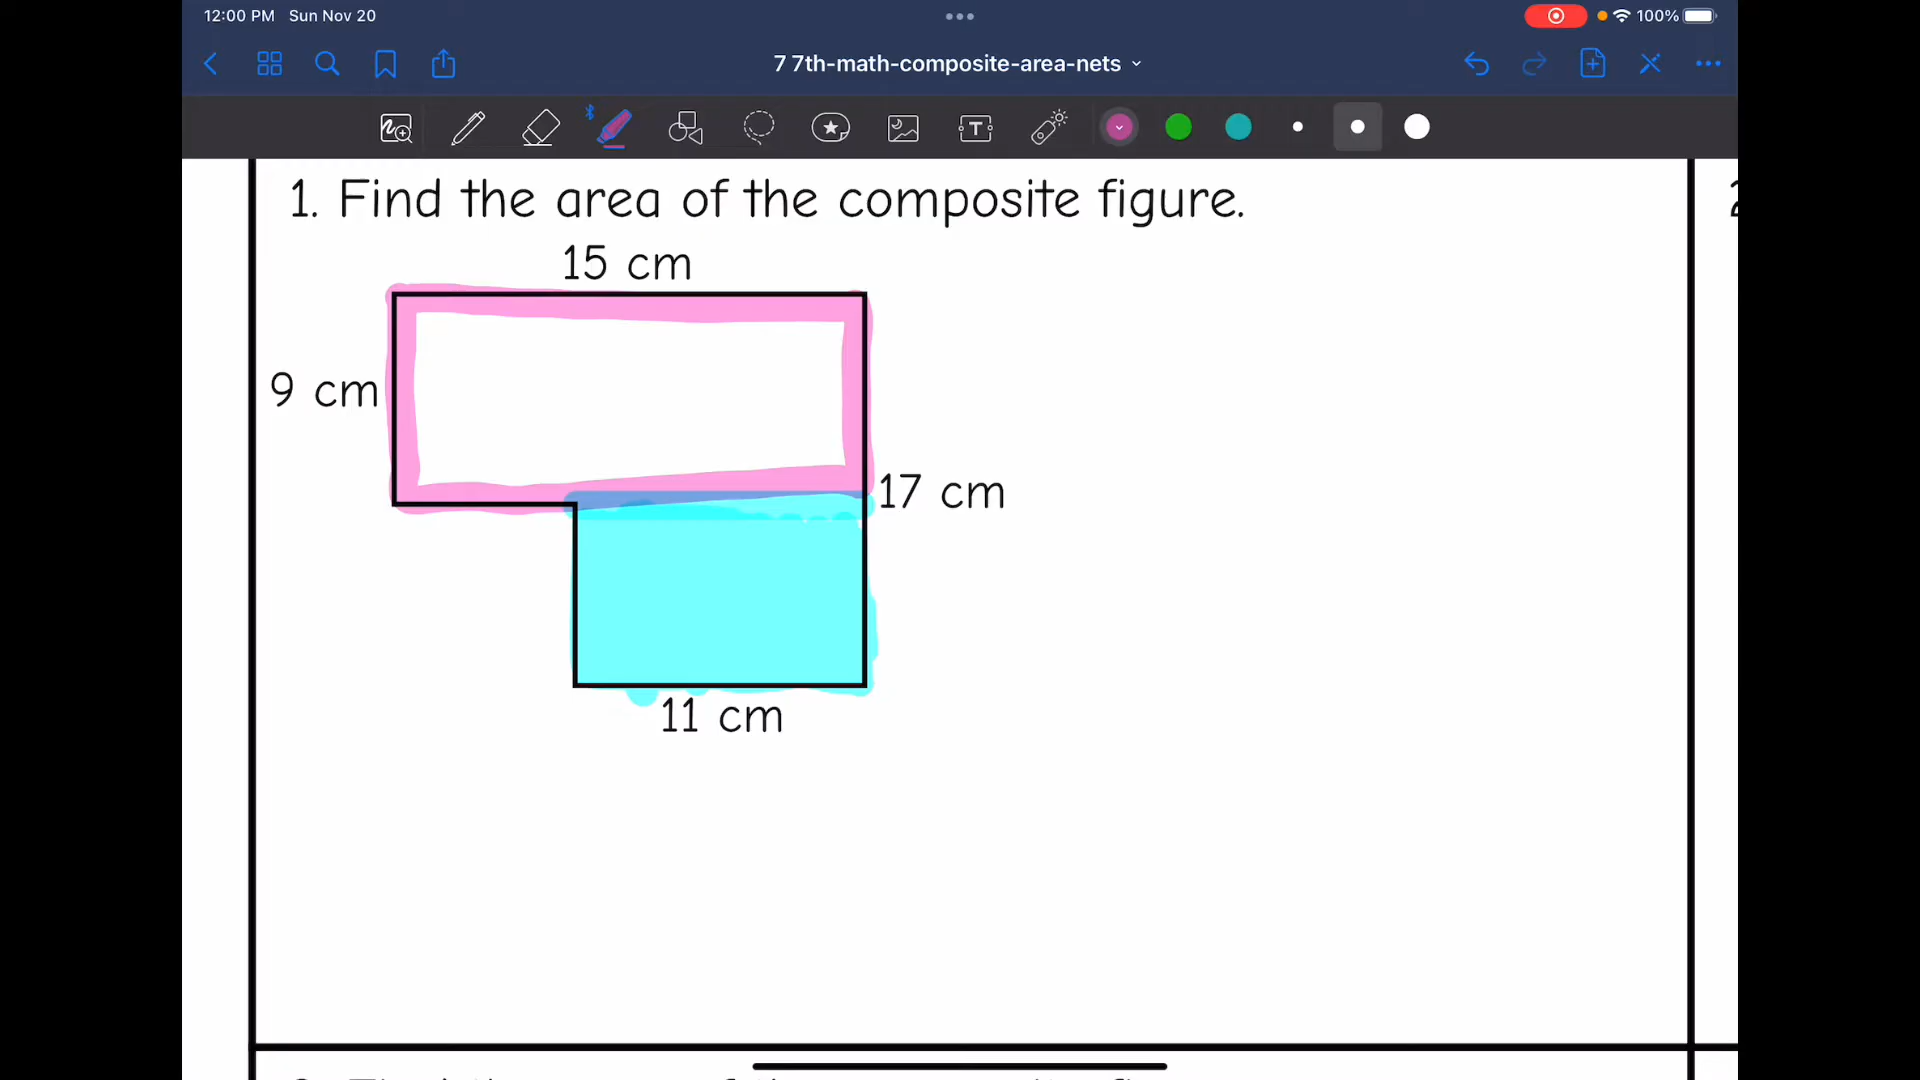 12:00 PM Sun Nov 20
100%
7 7th-math-composite-area-nets
1. Find the area of the composite figure.
15 cm
9 cm
17 cm
11 cm